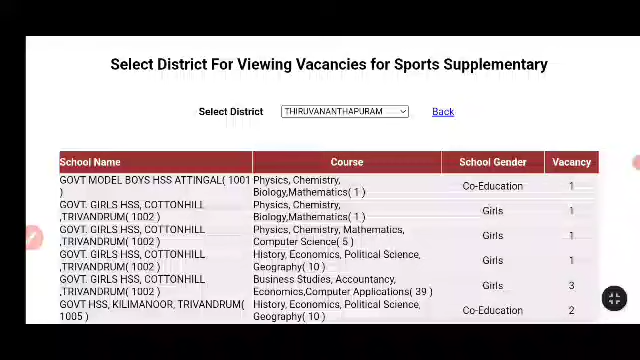 Select District For Viewing Vacancies for Sports Supplementary
Select District THIRUVANANTHAPURAM Back
School Name Course School Gender Vacancy
GOVT MODEL BOYS HSS ATTINGAL( 1001 ) Physics, Chemistry, Biology,Mathematics( 1 ) Co-Education 1
GOVT. GIRLS HSS, COTTONHILL ,TRIVANDRUM( 1002 ) Physics, Chemistry, Biology,Mathematics( 1 ) Girls 1
GOVT. GIRLS HSS, COTTONHILL ,TRIVANDRUM( 1002 ) Physics, Chemistry, Mathematics, Computer Science( 5 ) Girls 1
GOVT. GIRLS HSS, COTTONHILL ,TRIVANDRUM( 1002 ) History, Economics, Political Science, Geography( 10 ) Girls 1
GOVT. GIRLS HSS, COTTONHILL ,TRIVANDRUM( 1002 ) Business Studies, Accountancy, Economics,Computer Applications( 39 ) Girls 3
GOVT HSS, KILIMANOOR, TRIVANDRUM( 1005 ) History, Economics, Political Science, Geography( 10 ) Co-Education 2